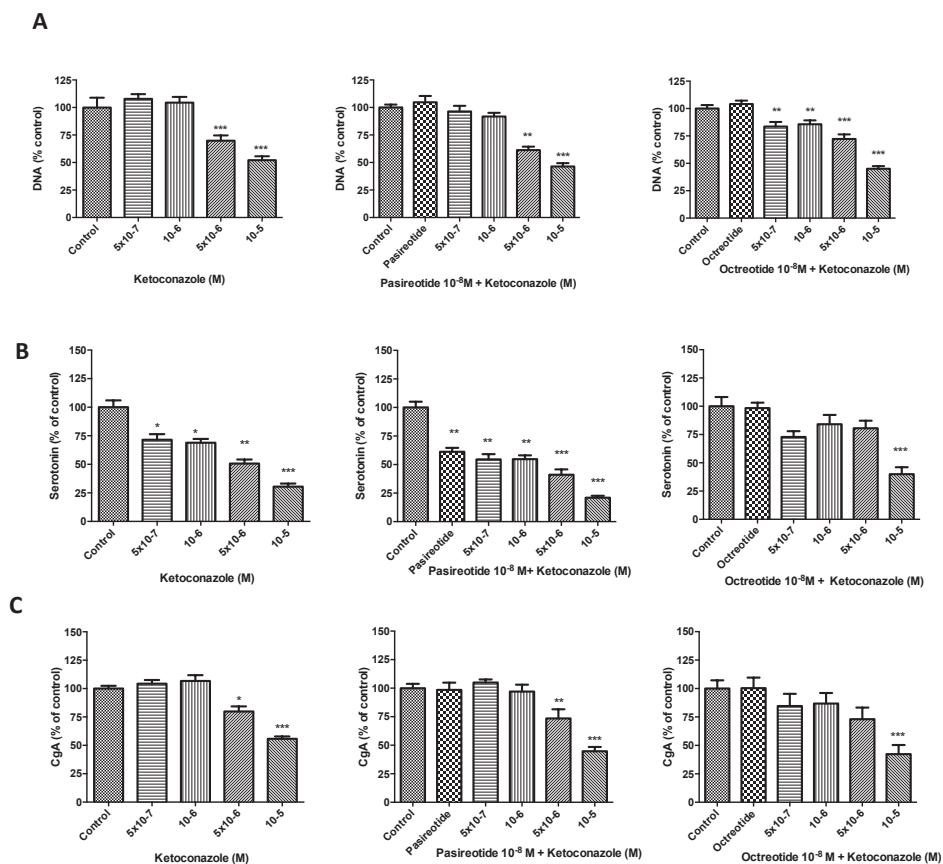 A
DNA (% control)
125
100
75
50
25
0
***
***
Control
5x10-7
10-6
5x10-6
10-5
Ketoconazole (M)
DNA (% control)
125
100
75
50
25
0
**
***
Control
Pasireotide
5x10-7
10-6
5x10-6
10-5
Pasireotide 10⁻⁸M + Ketoconazole (M)
DNA (% control)
125
100
75
50
25
0
**
**
***
***
Control
Octreotide
5x10-7
10-6
5x10-6
10-5
Octreotide 10⁻⁸M + Ketoconazole (M)
B
Serotonin (% of control)
150
125
100
75
50
25
0
*
*
**
***
Control
5x10-7
10-6
5x10-6
10-5
Ketoconazole (M)
Serotonin (% of control)
150
125
100
75
50
25
0
**
**
**
***
***
Control
Pasireotide
5x10-7
10-6
5x10-6
10-5
Pasireotide 10⁻⁸ M+ Ketoconazole (M)
Serotonin (% of control)
150
125
100
75
50
25
0
***
Control
Octreotide
5x10-7
10-6
5x10-6
10-5
Octreotide 10⁻⁸M + Ketoconazole (M)
C
CgA (% of control)
150
125
100
75
50
25
0
*
***
Control
5x10-7
10-6
5x10-6
10-5
Ketoconazole (M)
CgA (% of control)
150
125
100
75
50
25
0
**
***
Control
Pasireotide
5x10-7
10-6
5x10-6
10-5
Pasireotide 10⁻⁸ M + Ketoconazole (M)
CgA (% of control)
150
125
100
75
50
25
0
***
Control
Octreotide
5x10-7
10-6
5x10-6
10-5
Octreotide 10⁻⁸M + Ketoconazole (M)